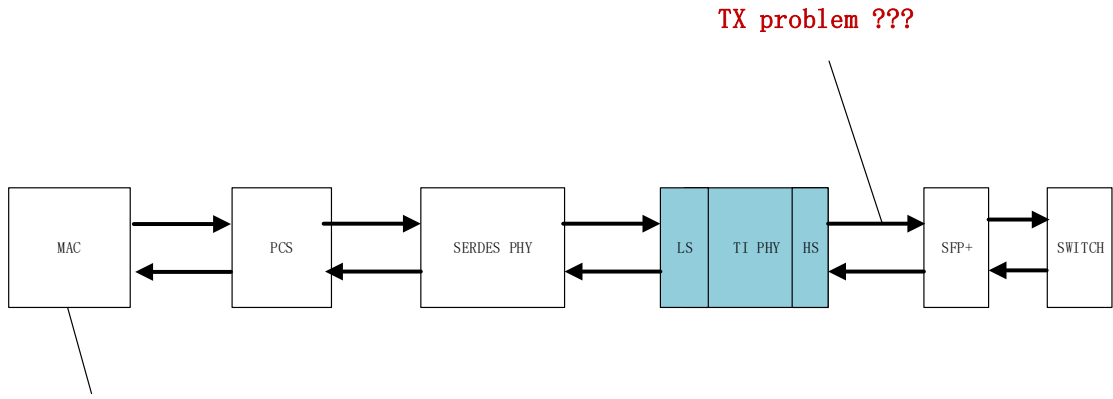 TX problem ???
MAC
PCS
SERDES PHY
LS
TI PHY
HS
SFP+
SWITCH